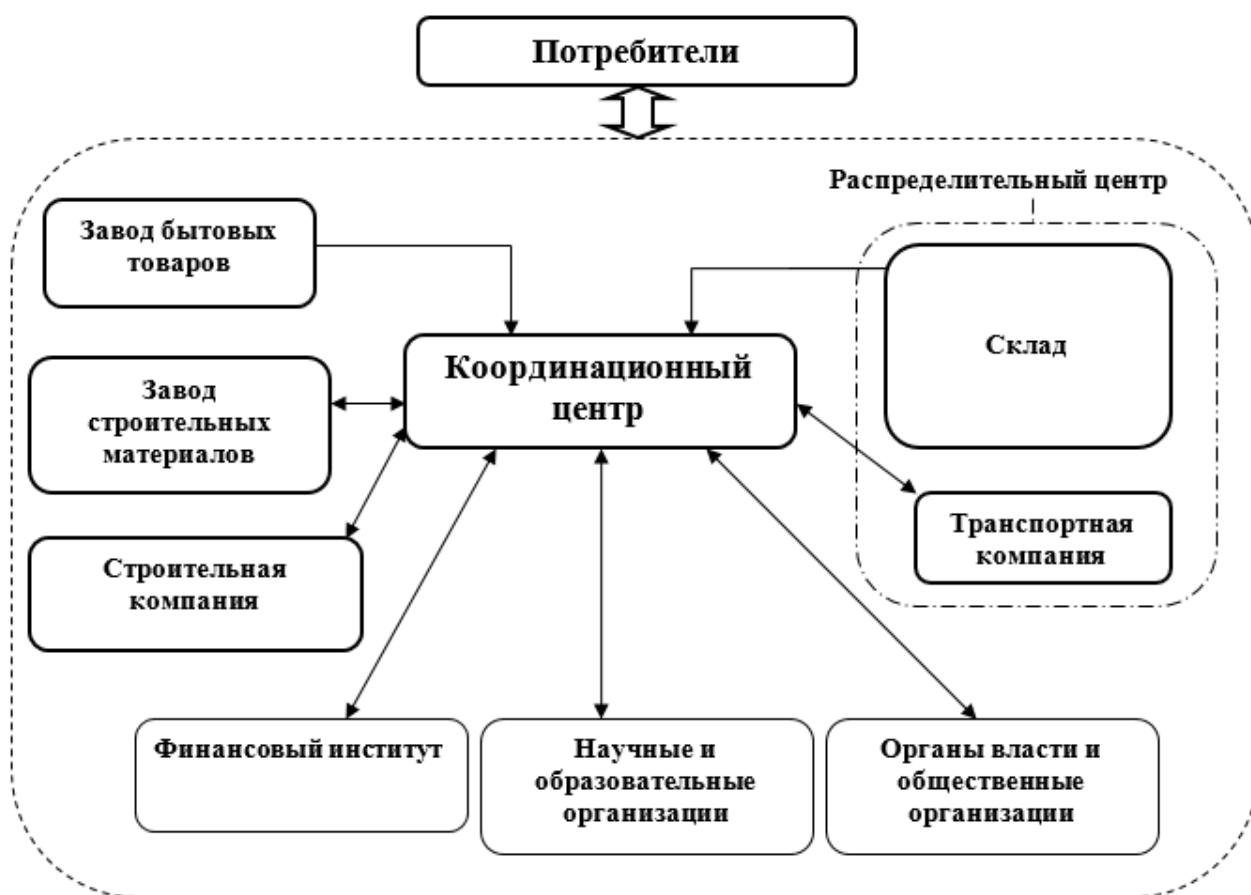 Потребители
Распределительный центр
Завод бытовых
товаров
Склад
Координационный
центр
Завод
строительных
материалов
Транспортная
компания
Строительная
компания
Финансовый институт
Научные и
образовательные
организации
Органы власти и
общественные
организации